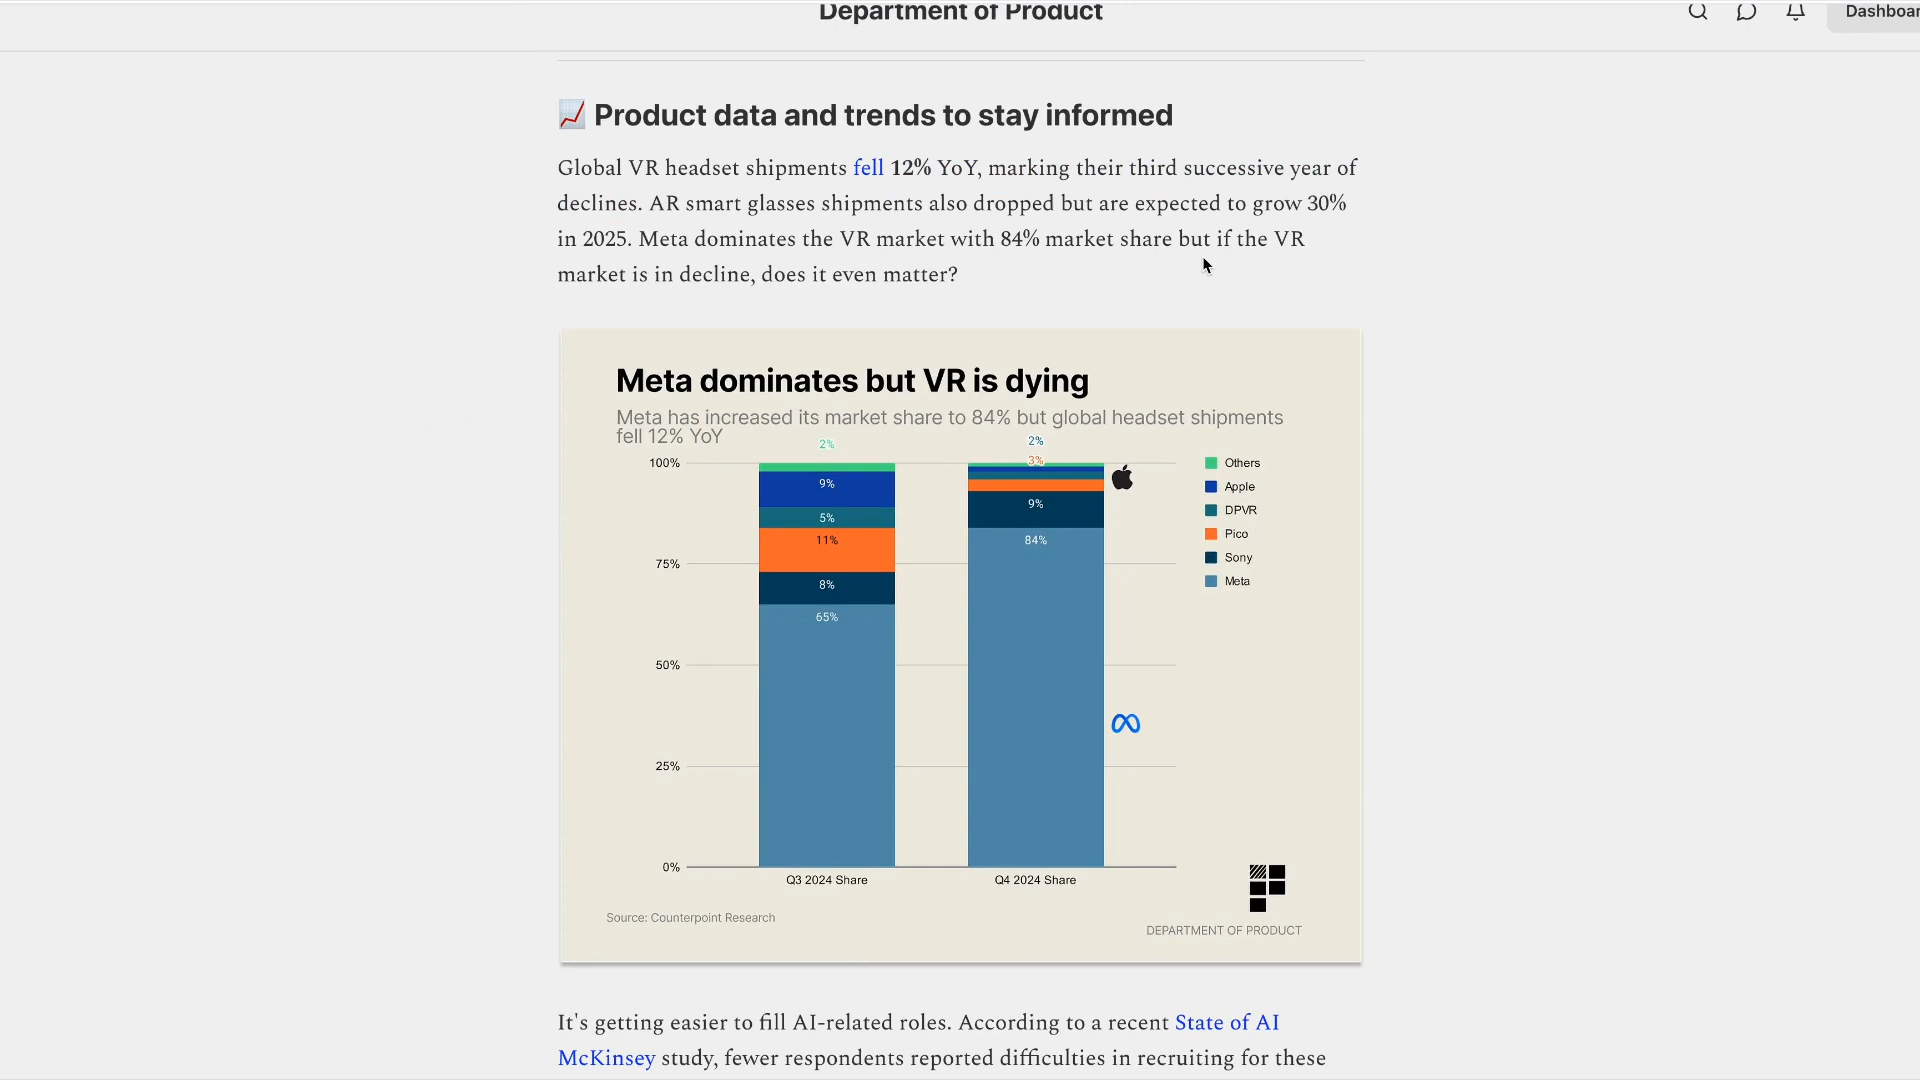 Department of Product
Dashboar
📈 Product data and trends to stay informed
Global VR headset shipments fell 12% YoY, marking their third successive year of
declines. AR smart glasses shipments also dropped but are expected to grow 30%
in 2025. Meta dominates the VR market with 84% market share but if the VR
market is in decline, does it even matter?
Meta dominates but VR is dying
Meta has increased its market share to 84% but global headset shipments
fell 12% YoY
2%
2%
3%
100%
75%
50%
25%
0%
9%
5%
11%
8%
65%
9%
84%
Others
Apple
DPVR
Pico
Sony
Meta
Q3 2024 Share
Q4 2024 Share
Source: Counterpoint Research
DEPARTMENT OF PRODUCT
It's getting easier to fill AI-related roles. According to a recent State of AI
McKinsey study, fewer respondents reported difficulties in recruiting for these